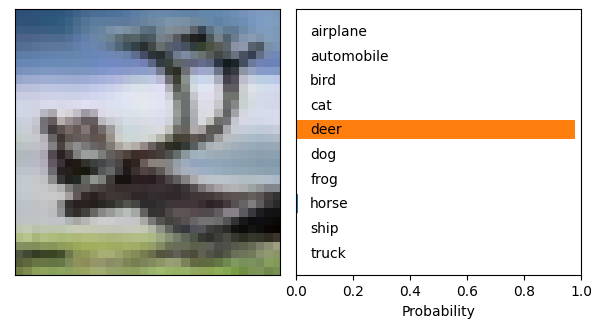 airplane
automobile
bird
cat
deer
dog
frog
horse
ship
truck
0.0 0.2 0.4 0.6 0.8 1.0
Probability